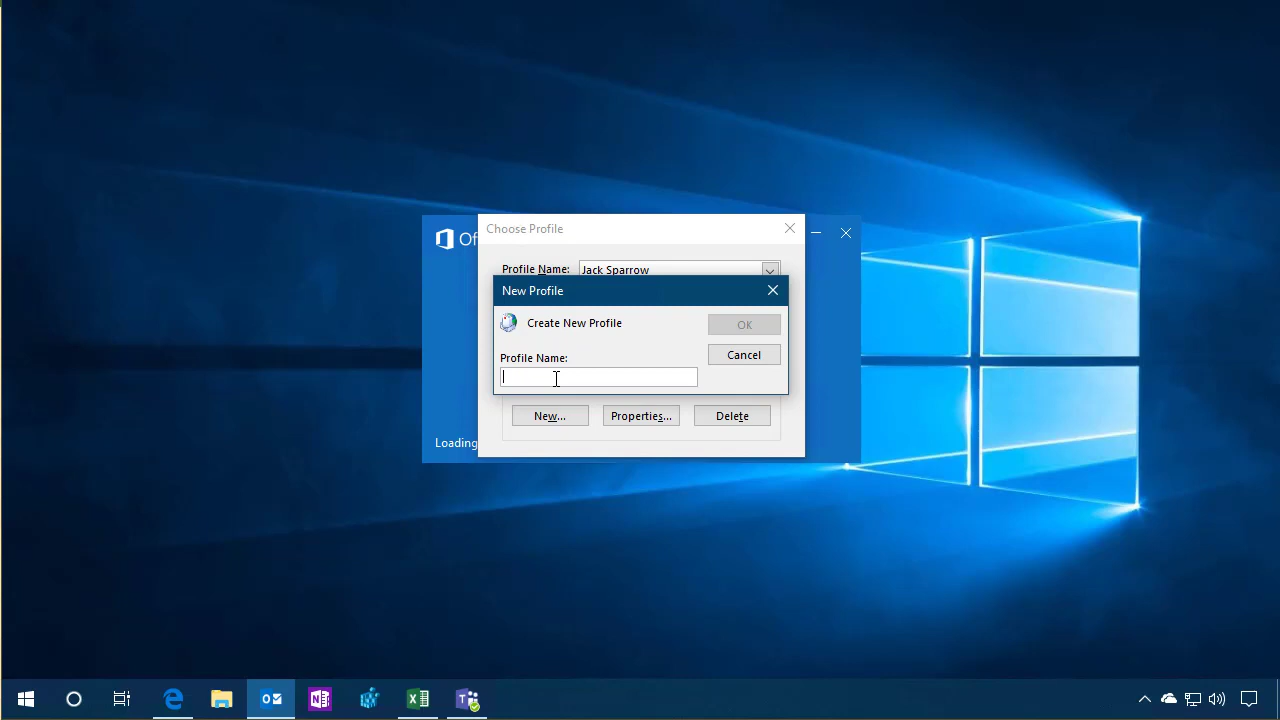 Choose Profile
Of
Profile Name:
Jack Sparrow
New Profile
Create New Profile
OK
Profile Name:
Cancel
New...
Properties...
Delete
Loading